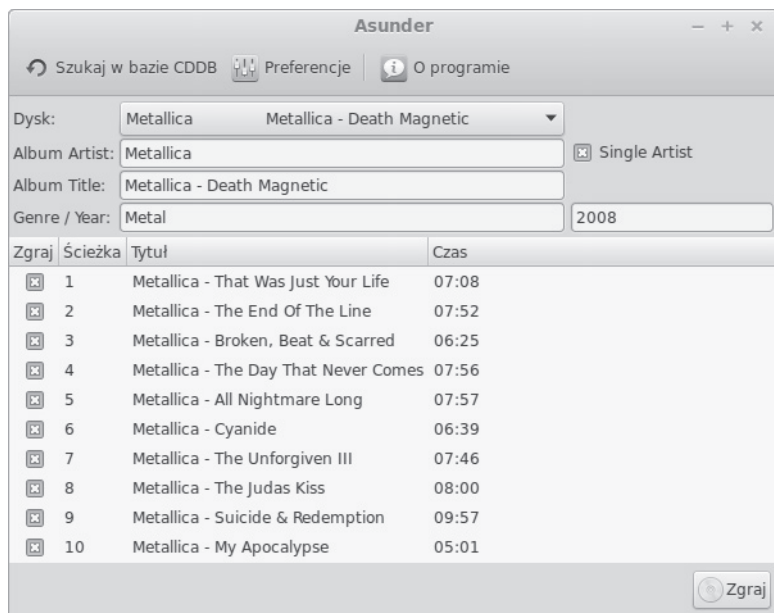 Asunder
Szukaj w bazie CDDB Preferencje O programie
Dysk: Metallica Metallica - Death Magnetic
Album Artist: Metallica Single Artist
Album Title: Metallica - Death Magnetic
Genre / Year: Metal 2008
Zgraj Ścieżka Tytuł Czas
1 Metallica - That Was Just Your Life 07:08
2 Metallica - The End Of The Line 07:52
3 Metallica - Broken, Beat & Scarred 06:25
4 Metallica - The Day That Never Comes 07:56
5 Metallica - All Nightmare Long 07:57
6 Metallica - Cyanide 06:39
7 Metallica - The Unforgiven III 07:46
8 Metallica - The Judas Kiss 08:00
9 Metallica - Suicide & Redemption 09:57
10 Metallica - My Apocalypse 05:01
Zgraj